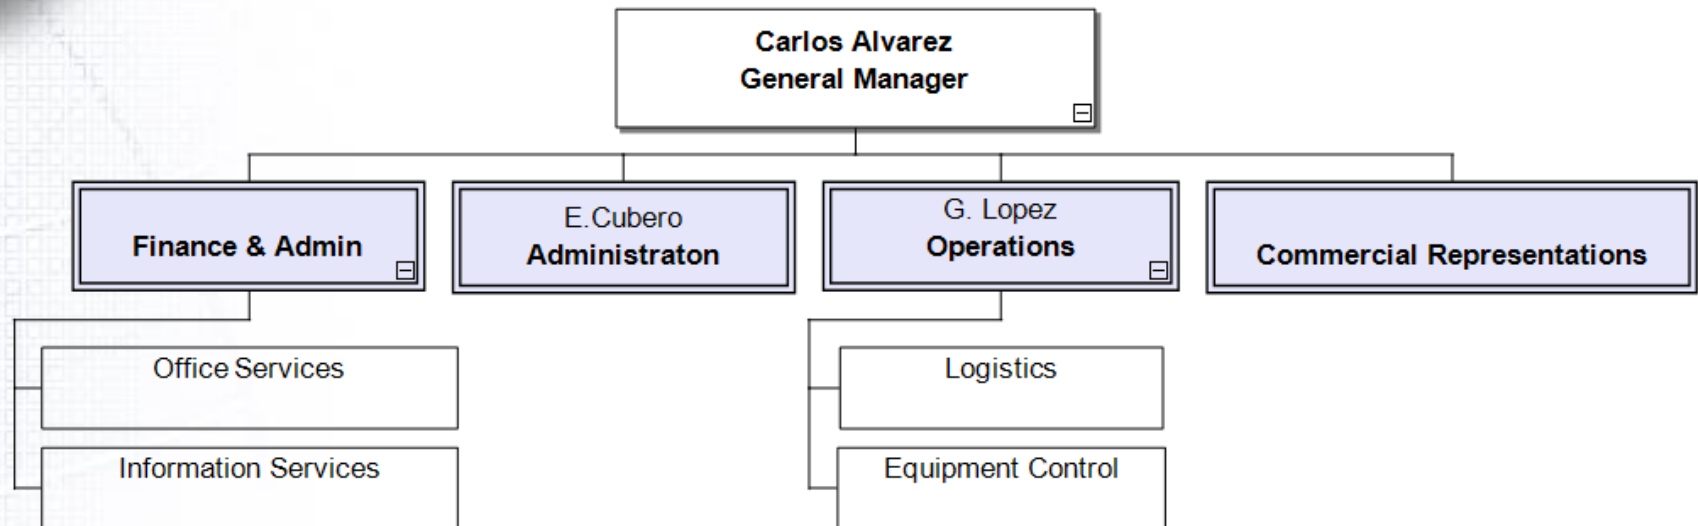 Carlos Alvarez
General Manager
Finance & Admin
E.Cubero
Administraton
G. Lopez
Operations
Commercial Representations
Office Services
Information Services
Logistics
Equipment Control